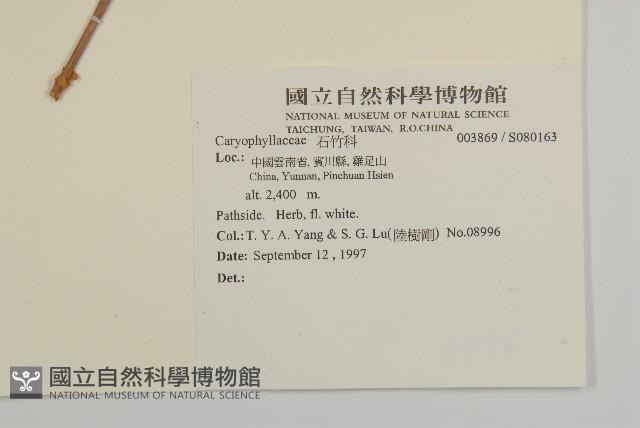 國立自然科學博物館
NATIONAL MUSEUM OF NATURAL SCIENCE
TAICHUNG, TAIWAN, R.O.CHINA
Caryophyllaceae 石竹科 003869 / S080163
Loc.: 中國雲南省, 賓川縣, 雞足山
China, Yunnan, Pinchuan Hsien
alt. 2,400 m.
Pathside. Herb, fl. white.
Col.: T. Y. A. Yang & S. G. Lu(陸樹剛) No.08996
Date: September 12 , 1997
Det.:
國立自然科學博物館
NATIONAL MUSEUM OF NATURAL SCIENCE